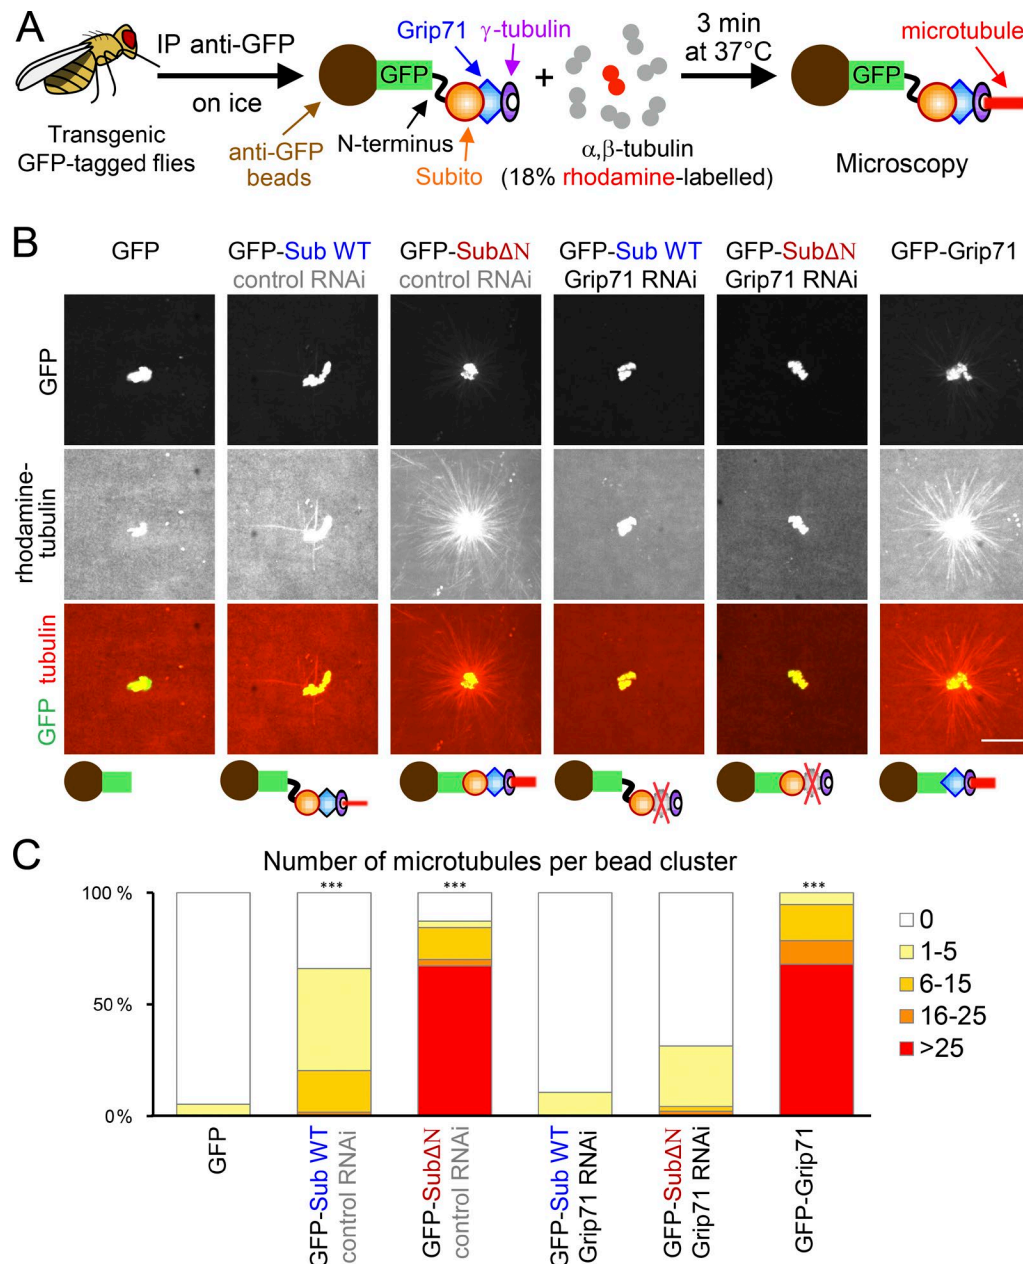 A
IP anti-GFP
on ice
Transgenic
GFP-tagged flies
anti-GFP
beads
GFP
N-terminus
Grip71
γ-tubulin
Subito
+
α,β-tubulin
(18% rhodamine-labelled)
3 min
at 37°C
GFP
microtubule
Microscopy
B
GFP
GFP-Sub WT
control RNAi
GFP-SubΔN
control RNAi
GFP-Sub WT
Grip71 RNAi
GFP-SubΔN
Grip71 RNAi
GFP-Grip71
GFP
rhodamine-
tubulin
GFP tubulin
C
Number of microtubules per bead cluster
100 %
50 %
0 %
***
***
***
0
1-5
6-15
16-25
>25
GFP
GFP-Sub WT
control RNAi
GFP-SubΔN
control RNAi
GFP-Sub WT
Grip71 RNAi
GFP-SubΔN
Grip71 RNAi
GFP-Grip71